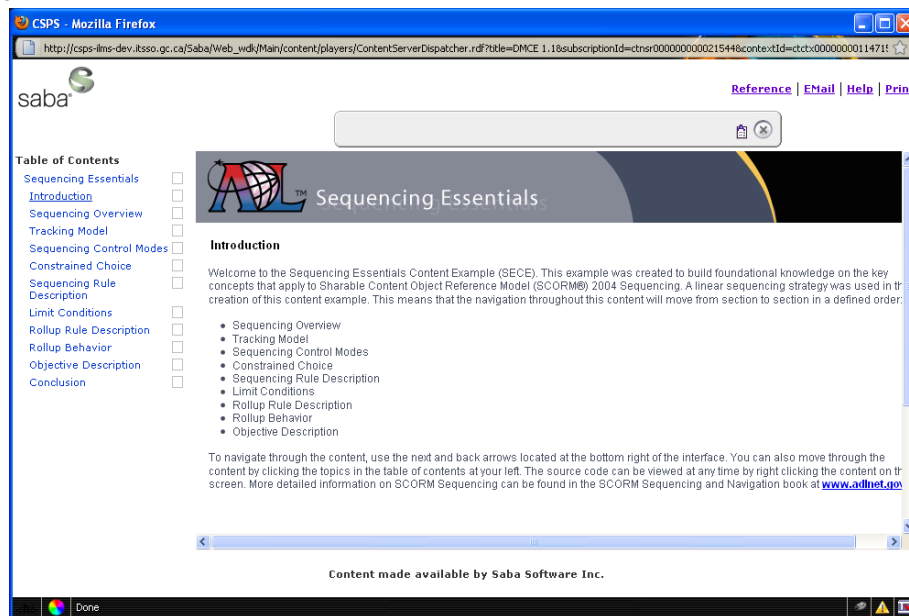 CSPS - Mozilla Firefox
http://csps-ilms-dev.itsso.gc.ca/Saba/Web_wdk/Main/content/players/ContentServerDispatcher.rdf?title=DMCE 1.1&subscriptionId=ctnsr000000000215448&contextId=ctctx0000000011471
saba S
Reference | EMail | Help | Prin
Table of Contents
Sequencing Essentials
Introduction
Sequencing Overview
Tracking Model
Sequencing Control Modes
Constrained Choice
Sequencing Rule
Description
Limit Conditions
Rollup Rule Description
Rollup Behavior
Objective Description
Conclusion
ADL™ Sequencing Essentials
Introduction
Welcome to the Sequencing Essentials Content Example (SECE). This example was created to build foundational knowledge on the key
concepts that apply to Sharable Content Object Reference Model (SCORM®) 2004 Sequencing. A linear sequencing strategy was used in th
creation of this content example. This means that the navigation throughout this content will move from section to section in a defined order:
• Sequencing Overview
• Tracking Model
• Sequencing Control Modes
• Constrained Choice
• Sequencing Rule Description
• Limit Conditions
• Rollup Rule Description
• Rollup Behavior
• Objective Description
To navigate through the content, use the next and back arrows located at the bottom right of the interface. You can also move through the
content by clicking the topics in the table of contents at your left. The source code can be viewed at any time by right clicking the content on th
screen. More detailed information on SCORM Sequencing can be found in the SCORM Sequencing and Navigation book at www.adlnet.gov
Content made available by Saba Software Inc.
Done